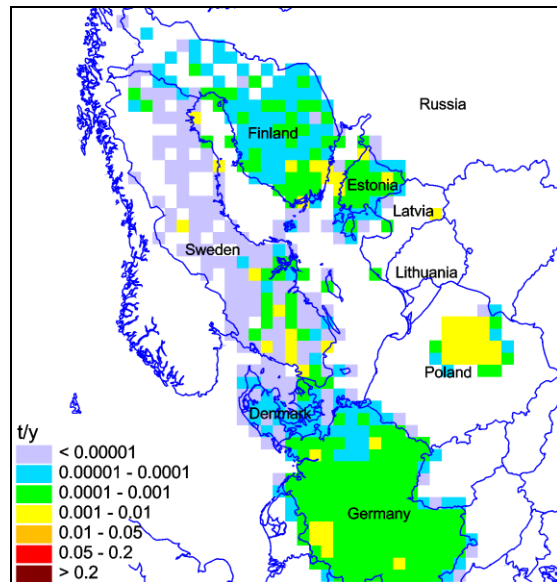 Russia
Finland
Estonia
Latvia
Sweden
Lithuania
Poland
Denmark
t/y
< 0.00001
0.00001 - 0.0001
0.0001 - 0.001
0.001 - 0.01
0.01 - 0.05
0.05 - 0.2
> 0.2
Germany